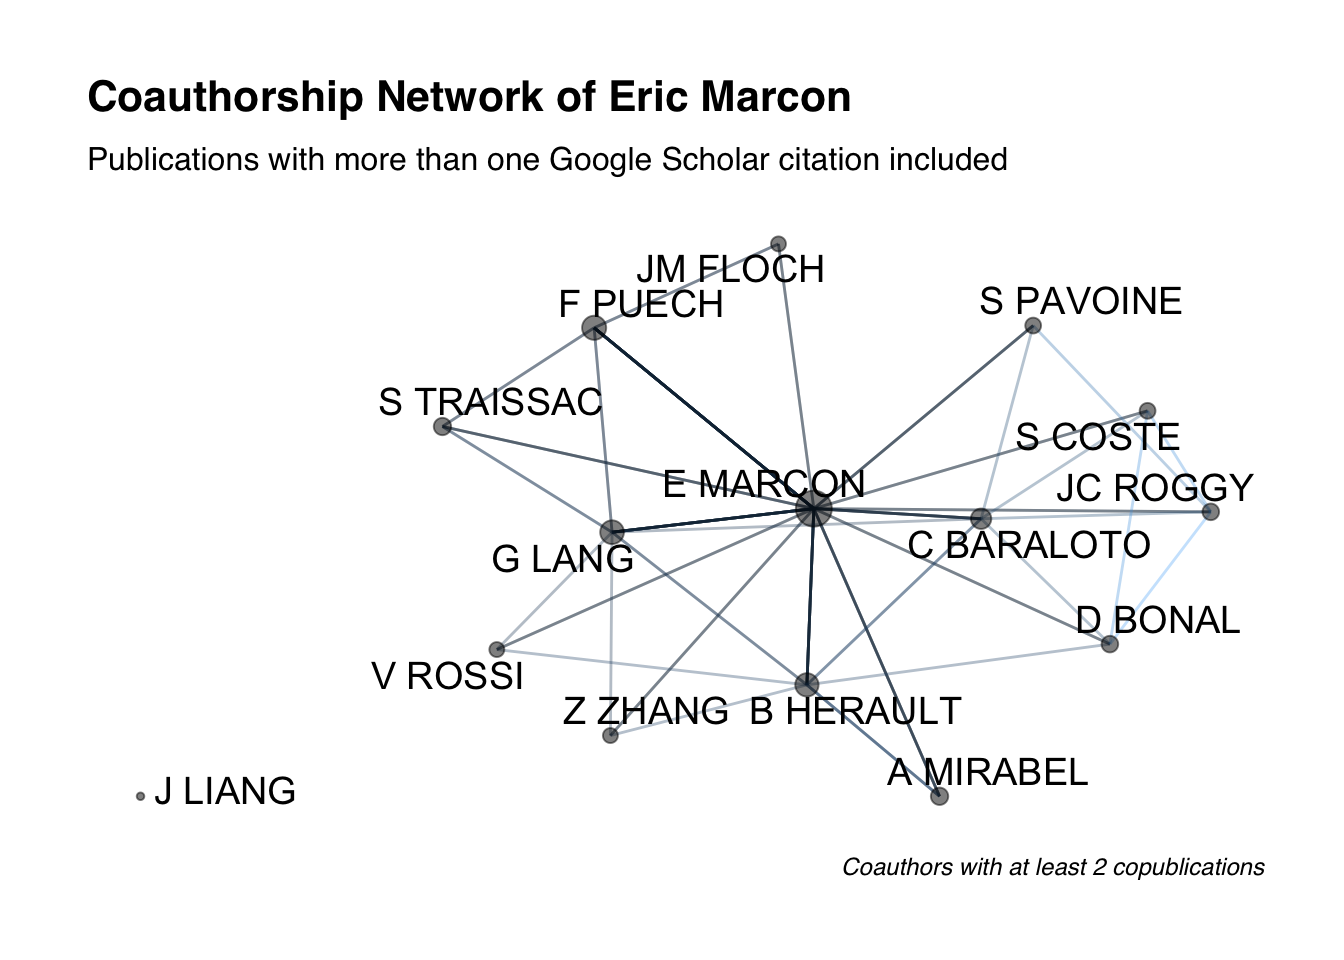 Coauthorship Network of Eric Marcon
Publications with more than one Google Scholar citation included
JM FLOCH
F PUECH
S PAVOINE
S TRAISSAC
S COSTE
E MARCON
JC ROGGY
G LANG
C BARALOTO
D BONAL
V ROSSI
Z ZHANG
B HERAULT
A MIRABEL
J LIANG
Coauthors with at least 2 copublications